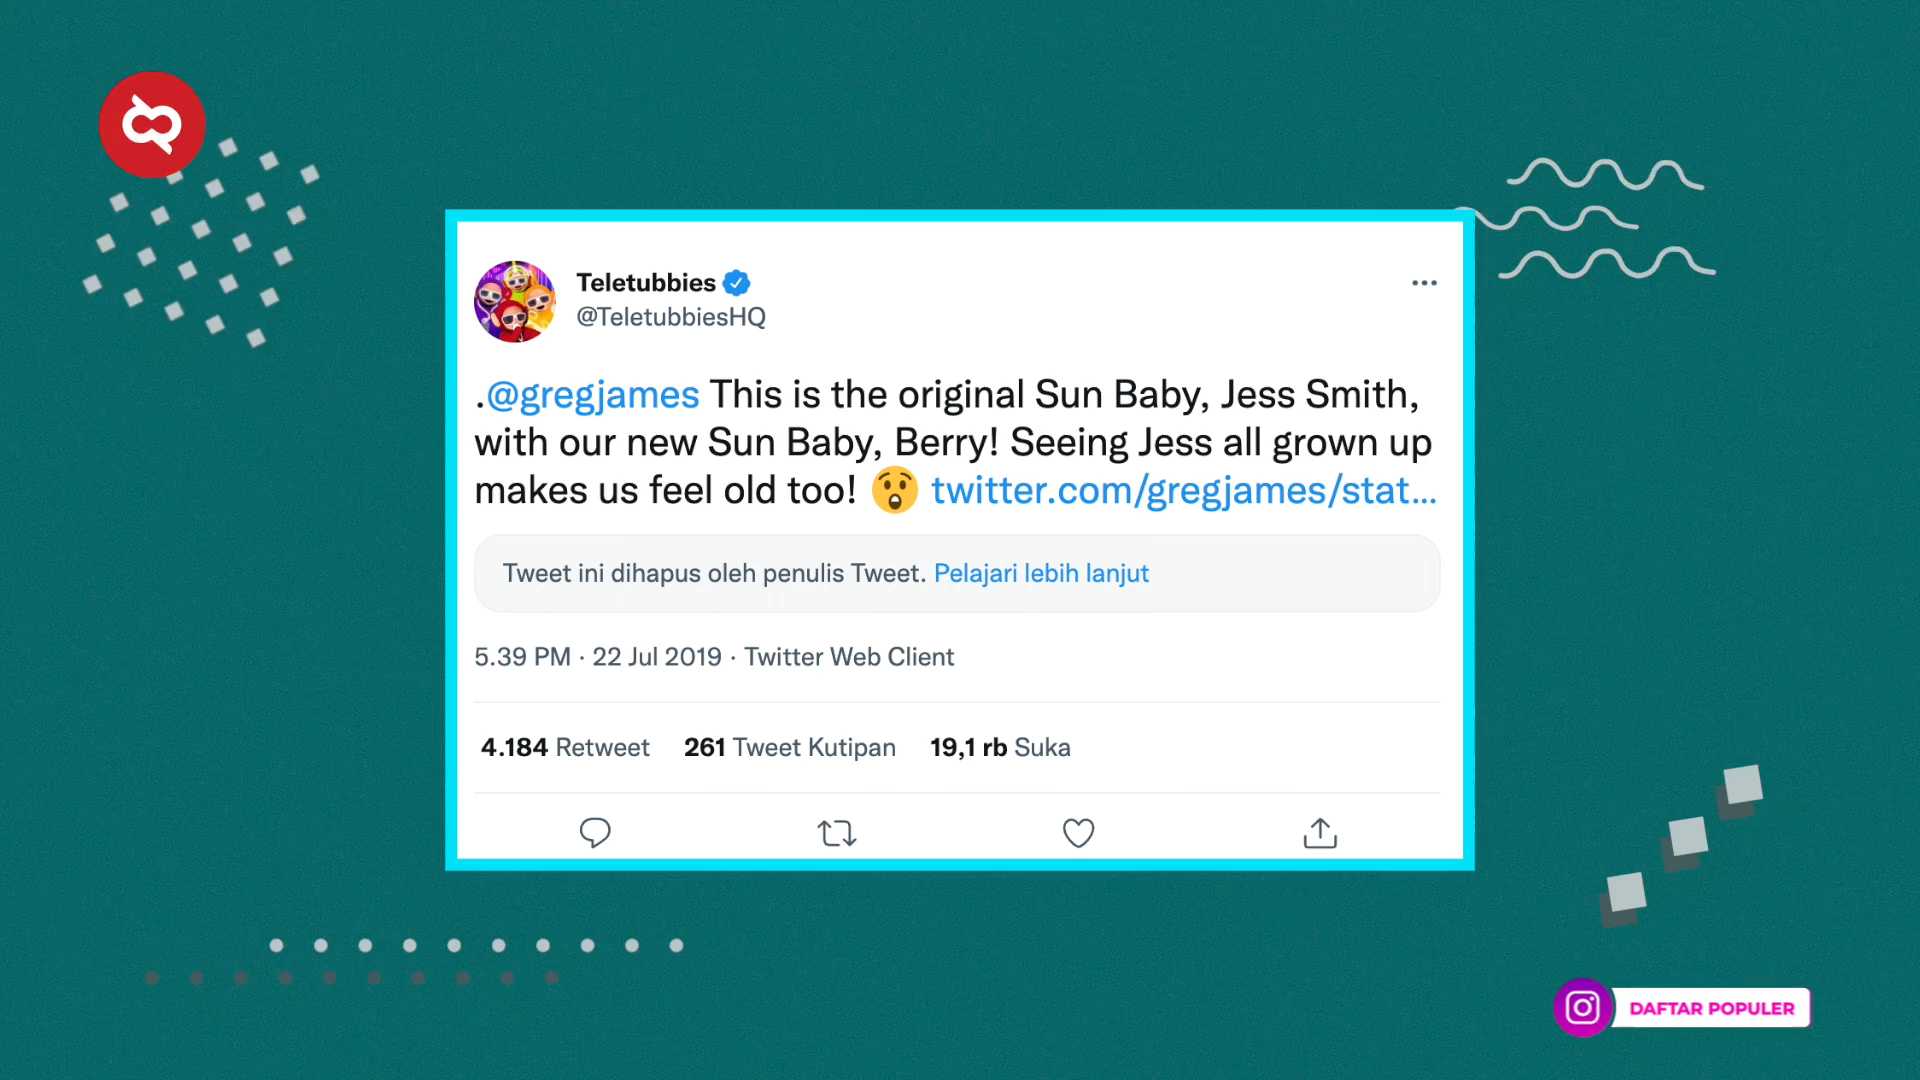 Teletubbies
@TeletubbiesHQ
.@gregjames This is the original Sun Baby, Jess Smith,
with our new Sun Baby, Berry! Seeing Jess all grown up
makes us feel old too! 😲 twitter.com/gregjames/stat...
Tweet ini dihapus oleh penulis Tweet. Pelajari lebih lanjut
5.39 PM · 22 Jul 2019 · Twitter Web Client
4.184 Retweet 261 Tweet Kutipan 19,1 rb Suka
DAFTAR POPULER